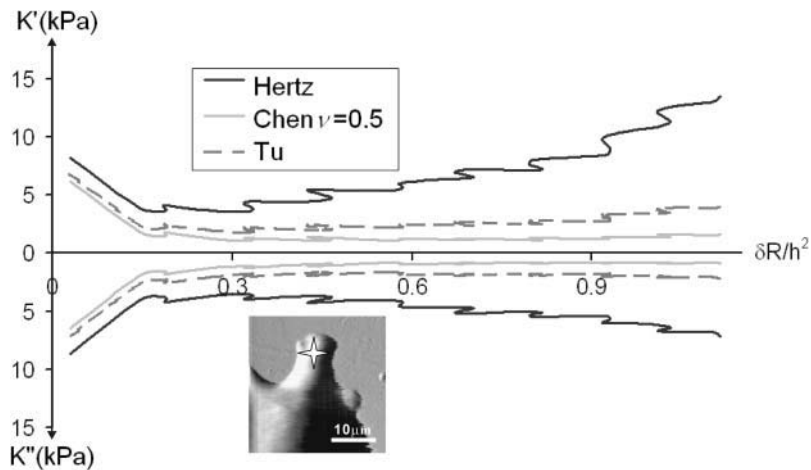 K'(kPa)
15
10
5
0
Hertz
Chen ν=0.5
Tu
δR/h²
0
0.3
0.6
0.9
5
10
15
K"(kPa)
10μm